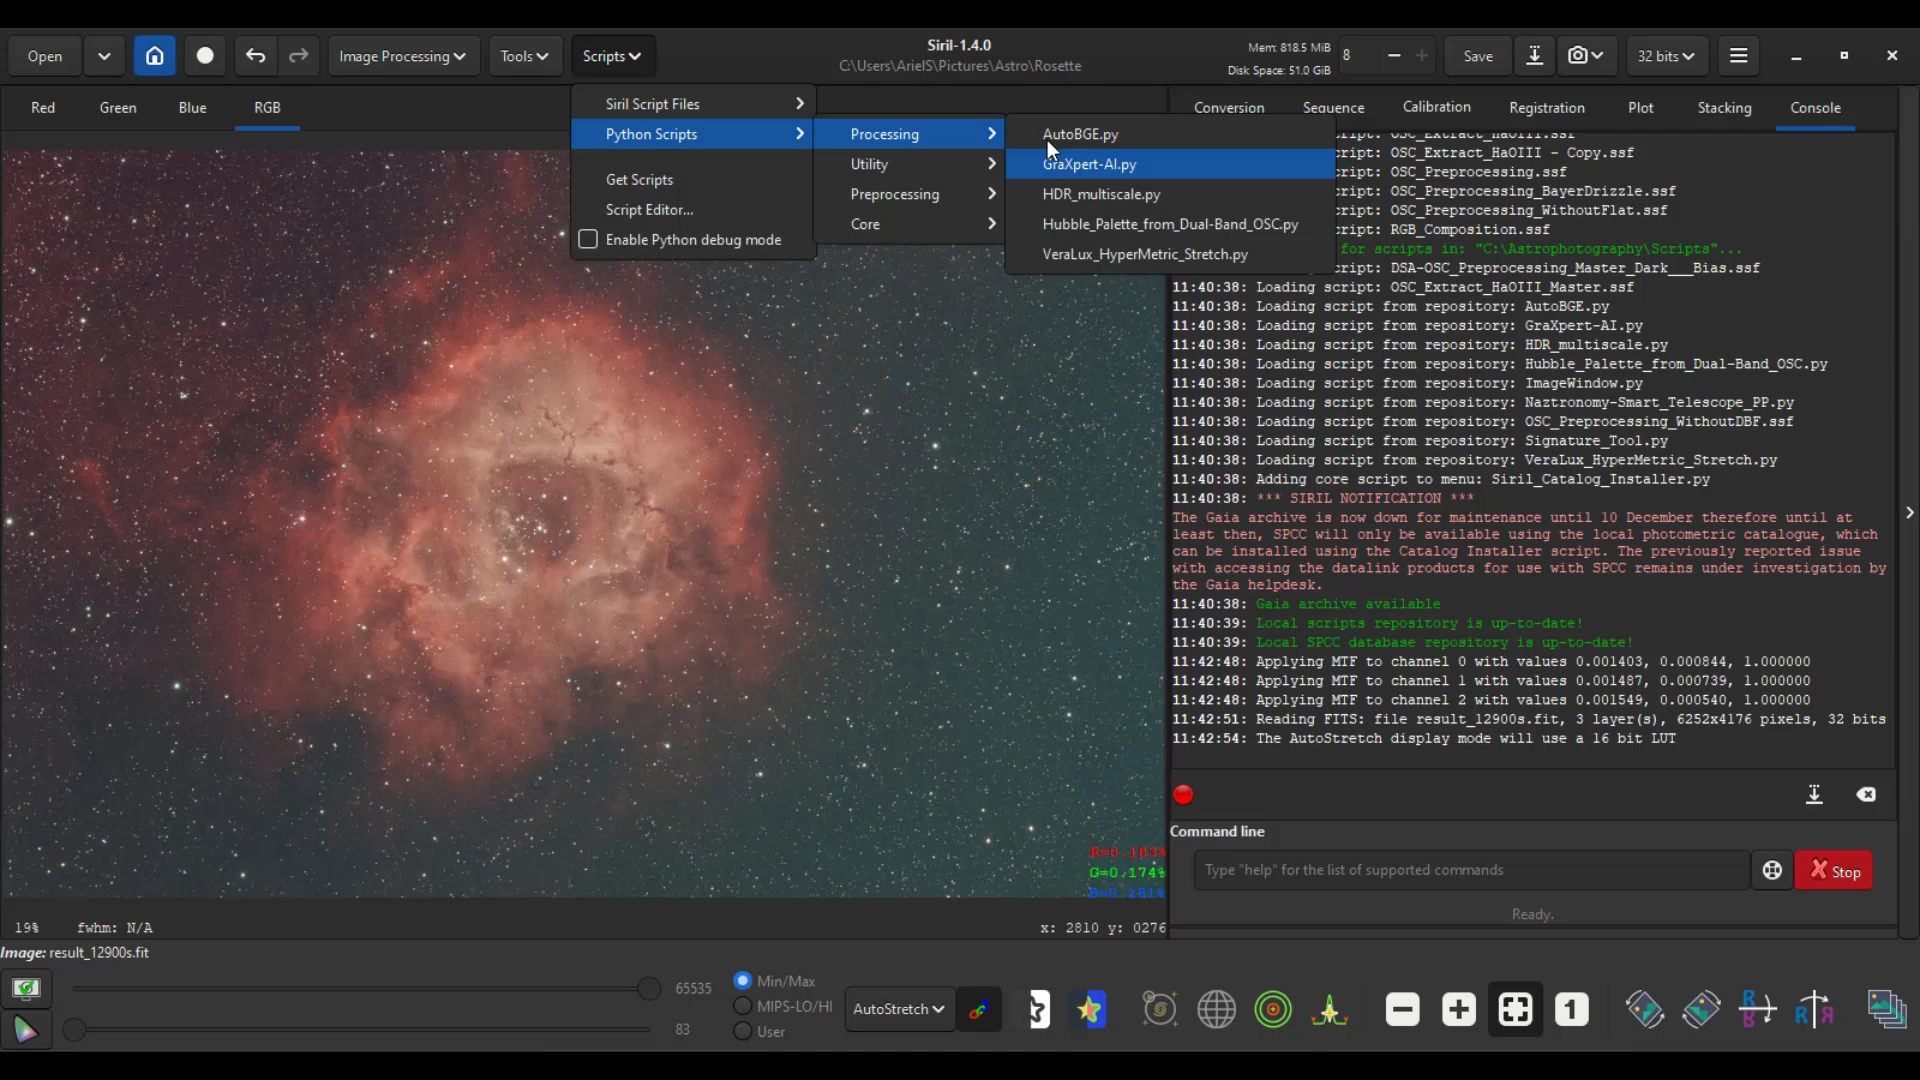 Open
Image Processing
Tools
Scripts
Siril-1.4.0
C:\Users\ArielS\Pictures\Astro\Rosette
Mem: 818.5 MiB
Disk Space: 51.0 GiB
8
Save
32 bits
Red
Green
Blue
RGB
Siril Script Files
Python Scripts
Get Scripts
Script Editor...
Enable Python debug mode
Processing
Utility
Preprocessing
Core
AutoBGE.py
GraXpert-AI.py
HDR_multiscale.py
Hubble_Palette_from_Dual-Band_OSC.py
VeraLux_HyperMetric_Stretch.py
Conversion
Sequence
Calibration
Registration
Plot
Stacking
Console
cript: OSC_Extract_HaOIII.ssf
cript: OSC_Extract_HaOIII - Copy.ssf
cript: OSC_Preprocessing.ssf
cript: OSC_Preprocessing_BayerDrizzle.ssf
cript: OSC_Preprocessing_WithoutFlat.ssf
cript: RGB_Composition.ssf
for scripts in: "C:\Astrophotography\Scripts"...
cript: DSA-OSC_Preprocessing_Master_Dark___Bias.ssf
11:40:38: Loading script: OSC_Extract_HaOIII_Master.ssf
11:40:38: Loading script from repository: AutoBGE.py
11:40:38: Loading script from repository: GraXpert-AI.py
11:40:38: Loading script from repository: HDR_multiscale.py
11:40:38: Loading script from repository: Hubble_Palette_from_Dual-Band_OSC.py
11:40:38: Loading script from repository: ImageWindow.py
11:40:38: Loading script from repository: Naztronomy-Smart_Telescope_PP.py
11:40:38: Loading script from repository: OSC_Preprocessing_WithoutDBF.ssf
11:40:38: Loading script from repository: Signature_Tool.py
11:40:38: Loading script from repository: VeraLux_HyperMetric_Stretch.py
11:40:38: Adding core script to menu: Siril_Catalog_Installer.py
11:40:38: *** SIRIL NOTIFICATION ***
The Gaia archive is now down for maintenance until 10 December therefore until at
least then, SPCC will only be available using the local photometric catalogue, which
can be installed using the Catalog Installer script. The previously reported issue
with accessing the datalink products for use with SPCC remains under investigation by
the Gaia helpdesk.
11:40:38: Gaia archive available
11:40:39: Local scripts repository is up-to-date!
11:40:39: Local SPCC database repository is up-to-date!
11:42:48: Applying MTF to channel 0 with values 0.001403, 0.000844, 1.000000
11:42:48: Applying MTF to channel 1 with values 0.001487, 0.000739, 1.000000
11:42:48: Applying MTF to channel 2 with values 0.001549, 0.000540, 1.000000
11:42:51: Reading FITS: file result_12900s.fit, 3 layer(s), 6252x4176 pixels, 32 bits
11:42:54: The AutoStretch display mode will use a 16 bit LUT
Command line
Type "help" for the list of supported commands
Stop
Ready.
R=0.183%
G=0.174%
B=0.161%
19%
fwhm: N/A
x: 2810 y: 0276
Image: result_12900s.fit
65535
83
Min/Max
MIPS-LO/HI
User
AutoStretch
1
R
R
R
R